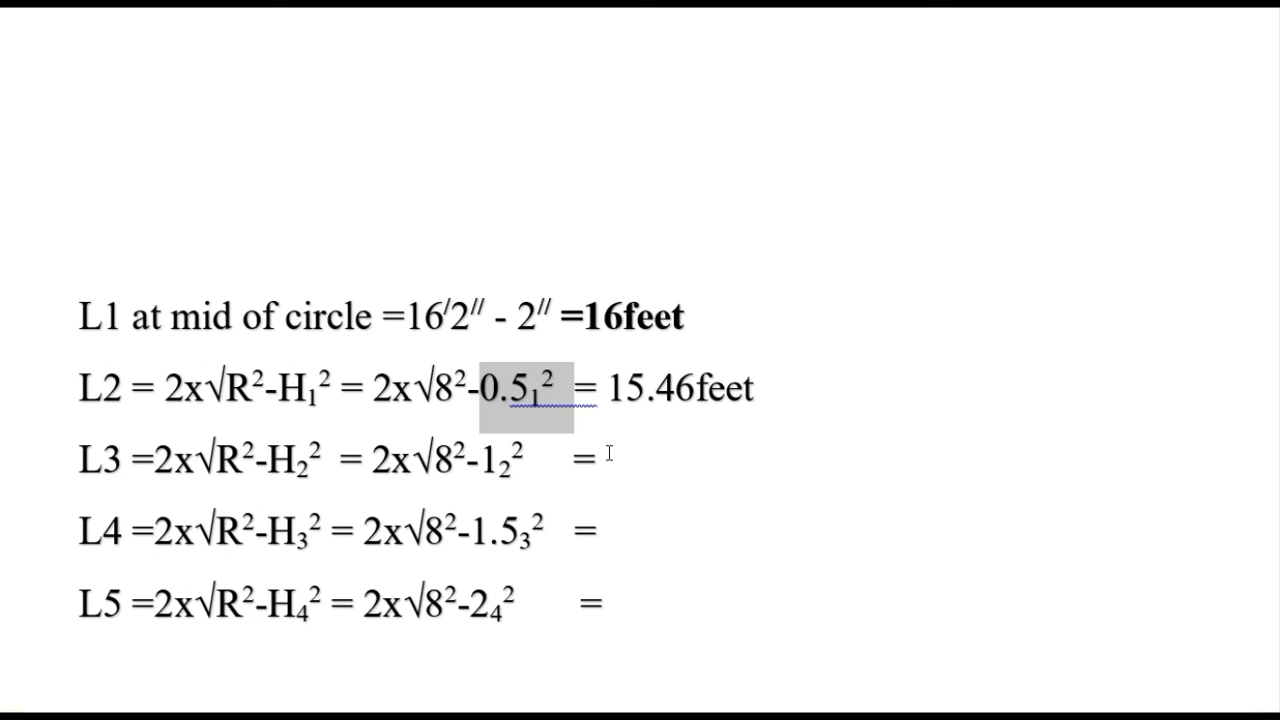 L1 at mid of circle =16/2// - 2// =16feet
L2 = 2x√R²-H₁² = 2x√8²-0.5₁² = 15.46feet
L3 =2x√R²-H₂² = 2x√8²-1₂² =
L4 =2x√R²-H₃² = 2x√8²-1.5₃² =
L5 =2x√R²-H₄² = 2x√8²-2₄² =